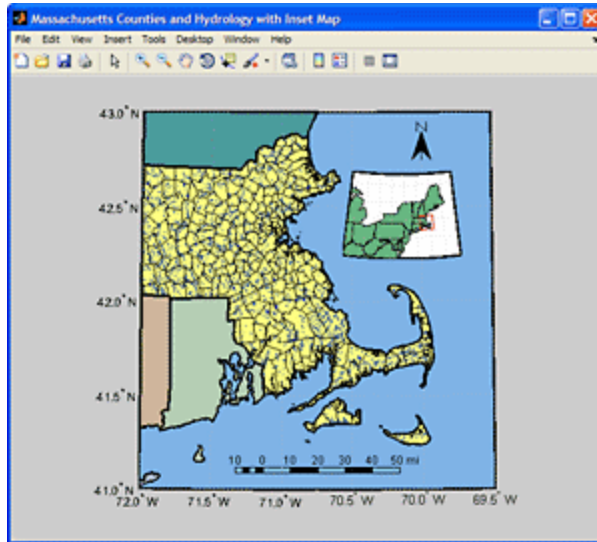 Massachusetts Counties and Hydrology with Inset Map
File Edit View Insert Tools Desktop Window Help
43.0° N
N
42.5° N
42.0° N
41.5° N
10 0 10 20 30 40 50 mi
41.0° N
72.0° W 71.5° W 71.0° W 70.5° W 70.0° W 69.5° W